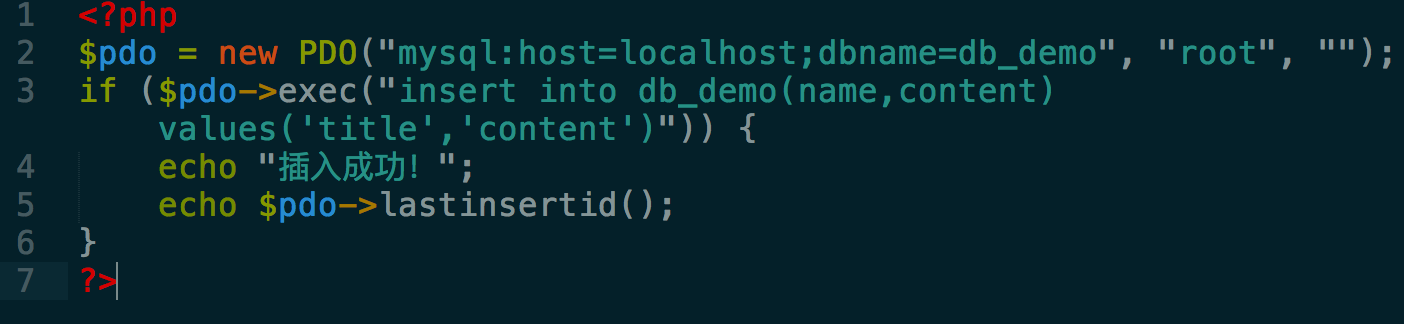 1 <?php
2 $pdo = new PDO("mysql:host=localhost;dbname=db_demo", "root", "");
3 if ($pdo->exec("insert into db_demo(name,content)
values('title','content')")) {
4 echo "插入成功！";
5 echo $pdo->lastinsertid();
6 }
7 ?>